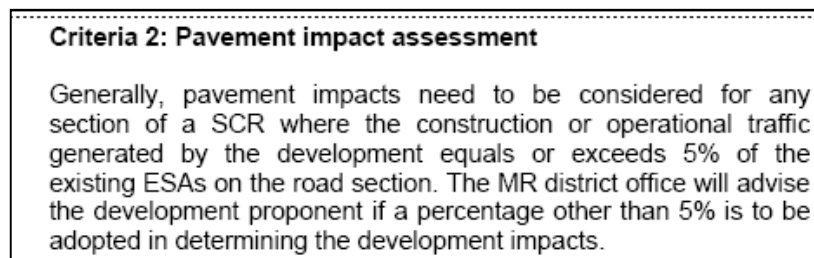 Criteria 2: Pavement impact assessment
Generally, pavement impacts need to be considered for any
section of a SCR where the construction or operational traffic
generated by the development equals or exceeds 5% of the
existing ESAs on the road section. The MR district office will advise
the development proponent if a percentage other than 5% is to be
adopted in determining the development impacts.